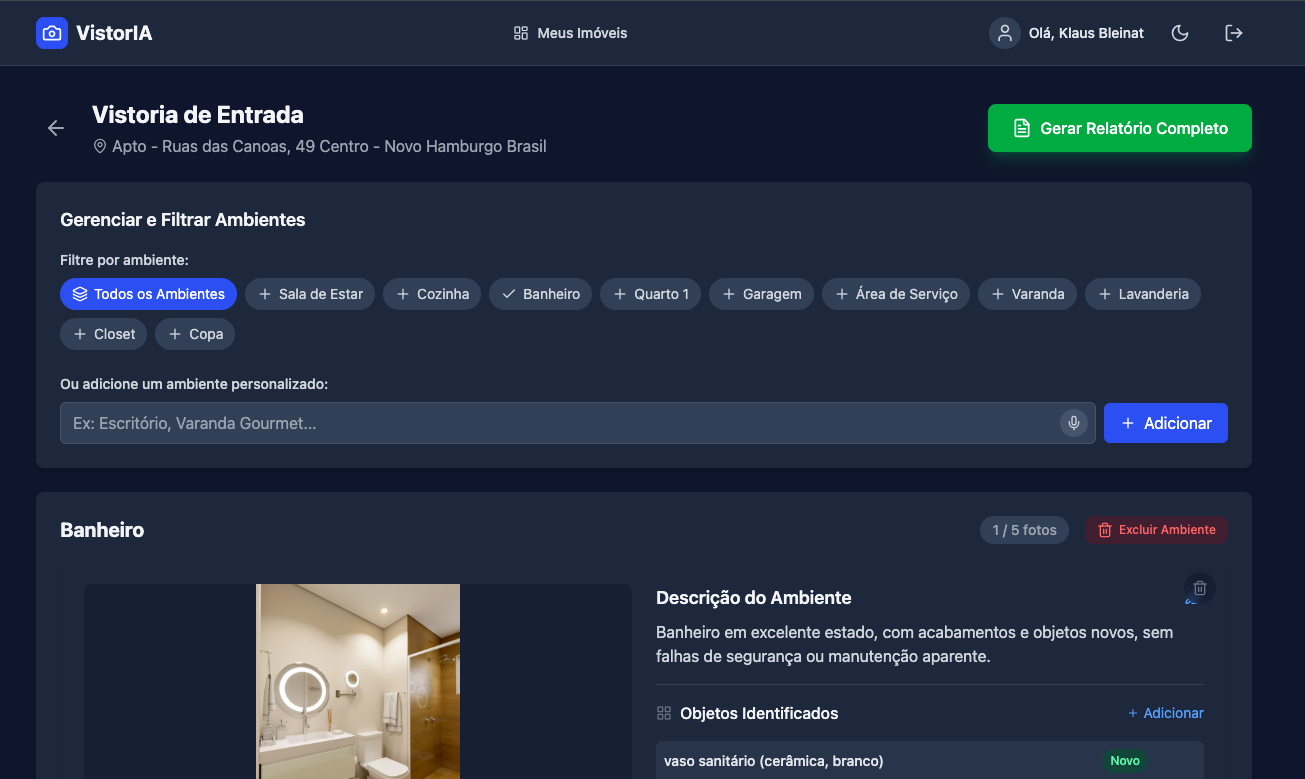 VistorIA
Meus Imóveis
Olá, Klaus Bleinat
Vistoria de Entrada
Apto - Ruas das Canoas, 49 Centro - Novo Hamburgo Brasil
Gerar Relatório Completo
Gerenciar e Filtrar Ambientes
Filtre por ambiente:
Todos os Ambientes + Sala de Estar + Cozinha Banheiro + Quarto 1 + Garagem + Área de Serviço + Varanda + Lavanderia
+ Closet + Copa
Ou adicione um ambiente personalizado:
Ex: Escritório, Varanda Gourmet...
+ Adicionar
Banheiro
1 / 5 fotos
Excluir Ambiente
Descrição do Ambiente
Banheiro em excelente estado, com acabamentos e objetos novos, sem
falhas de segurança ou manutenção aparente.
Objetos Identificados
+ Adicionar
vaso sanitário (cerâmica, branco)
Novo